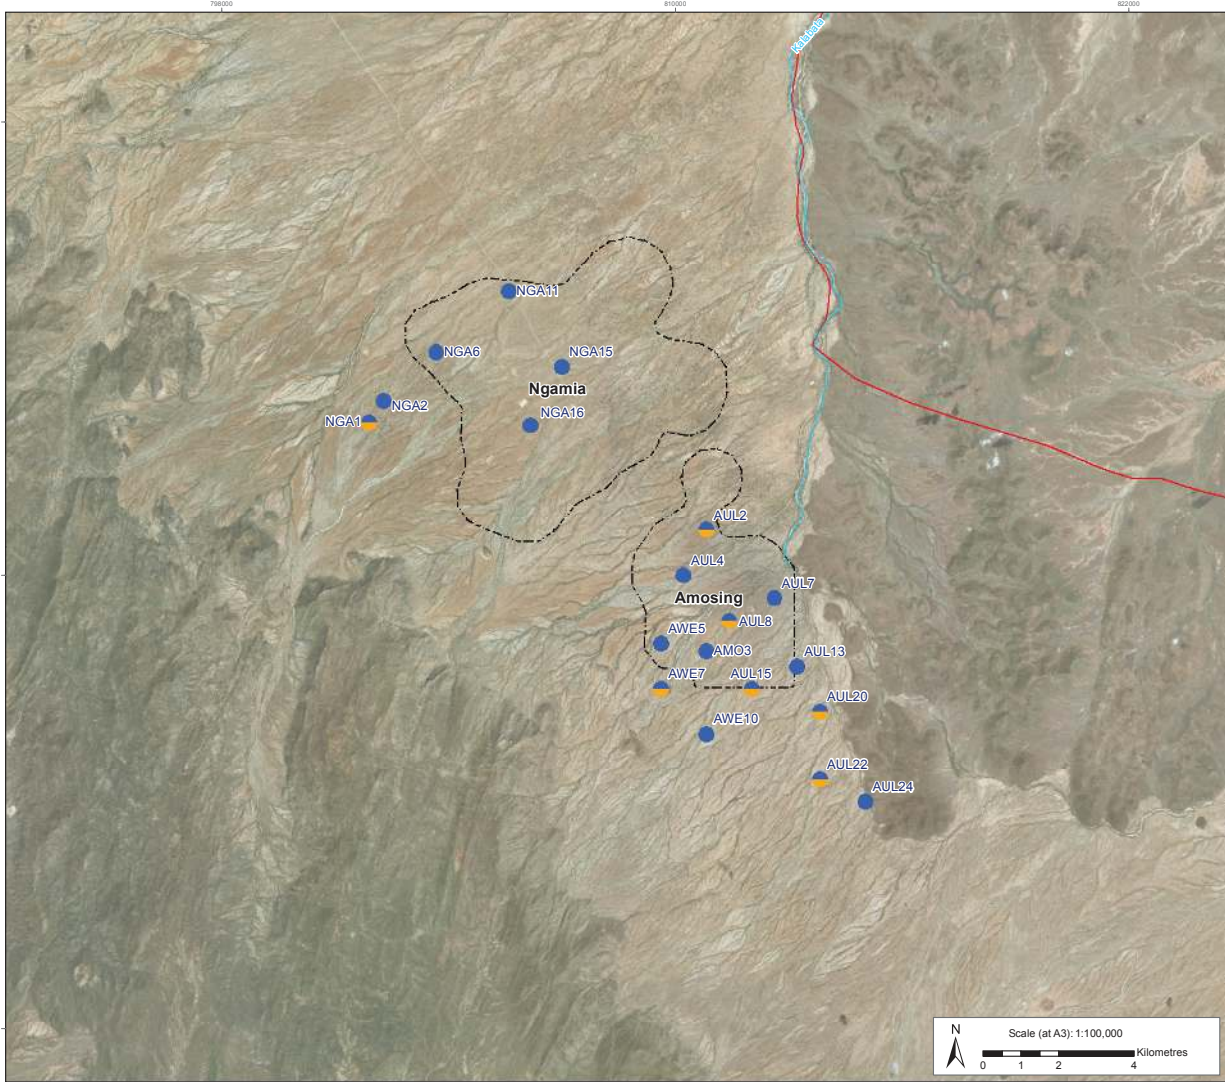 798000
810000
822000
Kalabata
NGA11
NGA6
NGA15
Ngamia
NGA2
NGA1
NGA16
AUL2
AUL4
AUL7
Amosing
AUL8
AWE5
AMO3
AUL13
AWE7
AUL15
AUL20
AWE10
AUL22
AUL24
N
Scale (at A3): 1:100,000
Kilometres
0 1 2 4